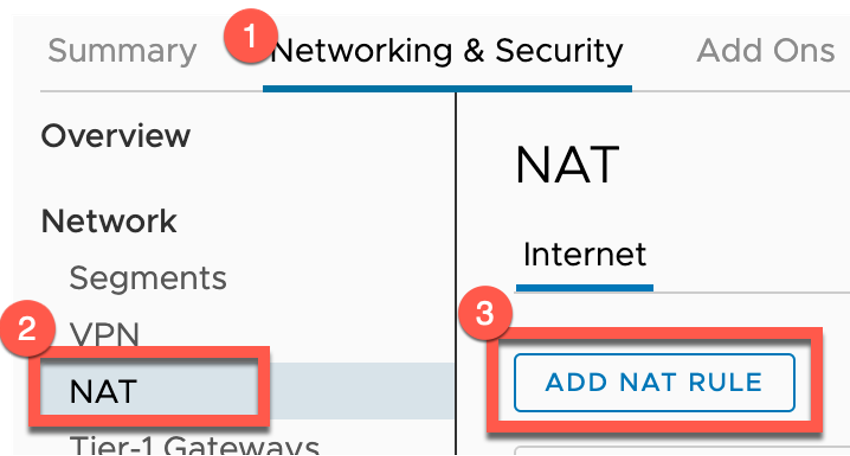 Summary 1 Networking & Security Add Ons
Overview
NAT
Network
Internet
Segments
2 VPN
3
NAT
ADD NAT RULE
Tier-1 Gateways